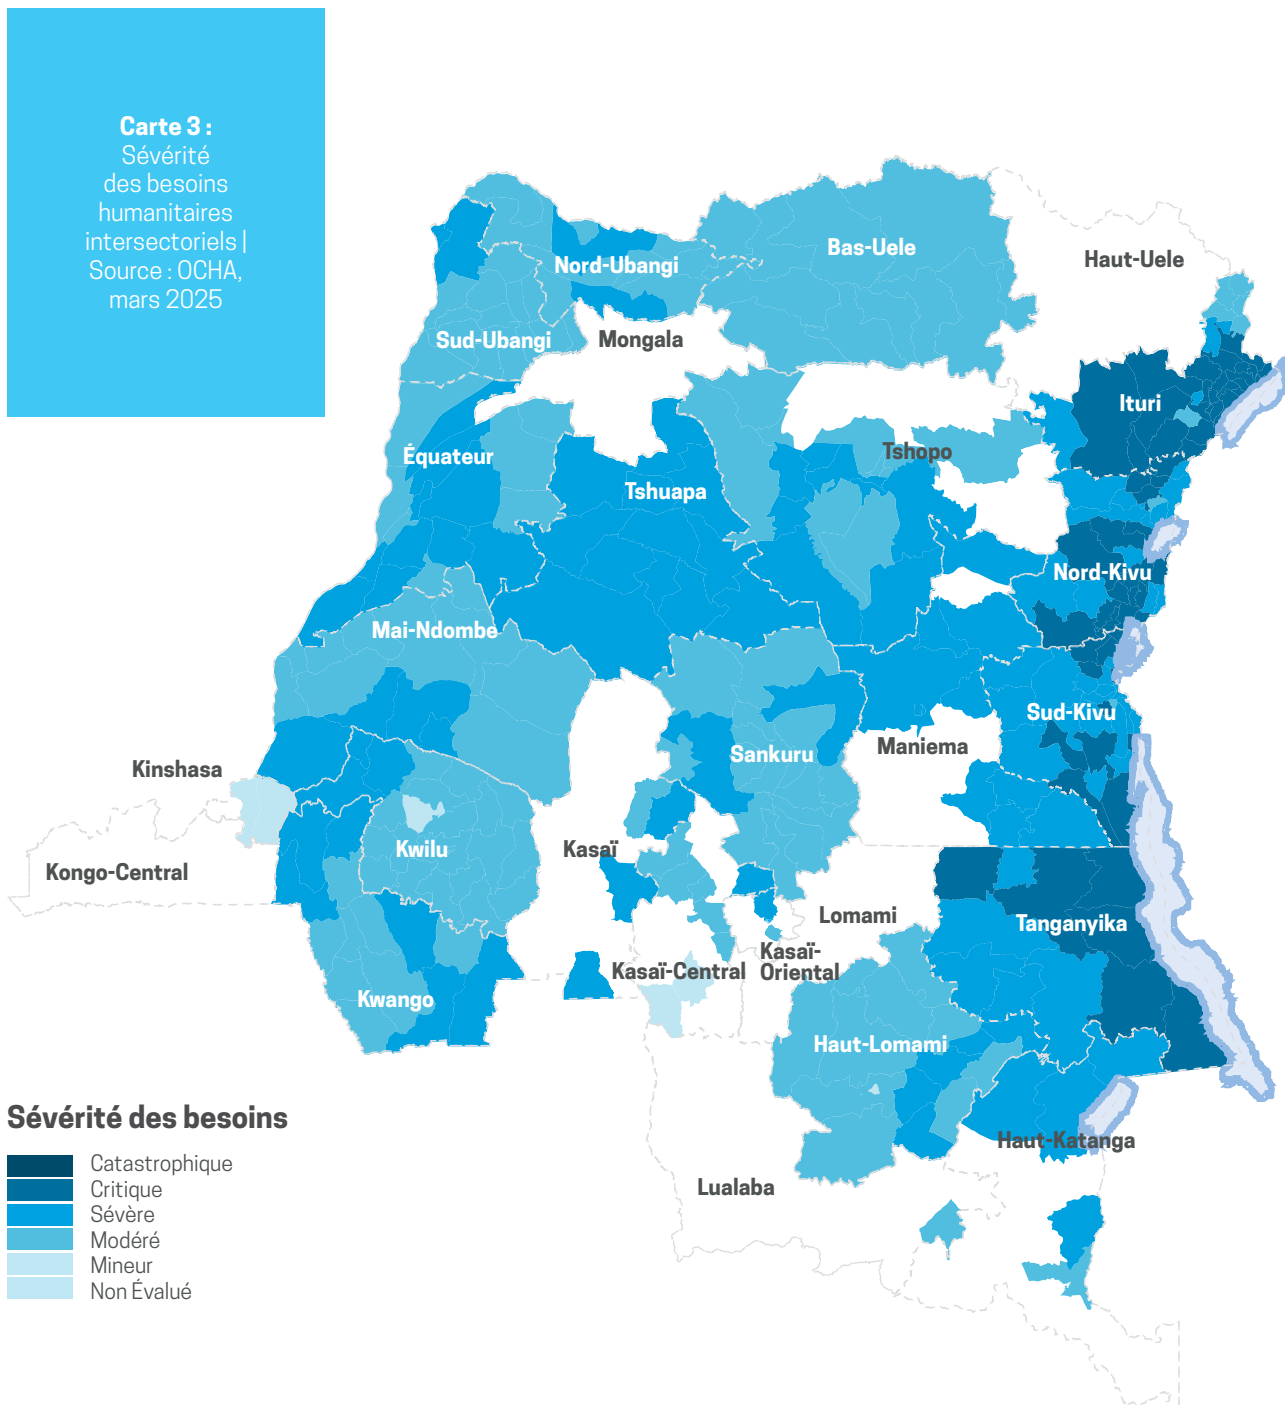 Carte 3 :
Sévérité
des besoins
humanitaires
intersectoriels |
Source : OCHA,
mars 2025
Bas-Uele
Haut-Uele
Nord-Ubangi
Sud-Ubangi
Mongala
Ituri
Équateur
Tshopo
Tshuapa
Nord-Kivu
Mai-Ndombe
Sud-Kivu
Maniema
Sankuru
Kinshasa
Kwilu
Kasaï
Kongo-Central
Lomami
Tanganyika
Kasaï-
Oriental
Kasaï-Central
Kwango
Haut-Lomami
Haut-Katanga
Lualaba
Sévérité des besoins
Catastrophique
Critique
Sévère
Modéré
Mineur
Non Évalué